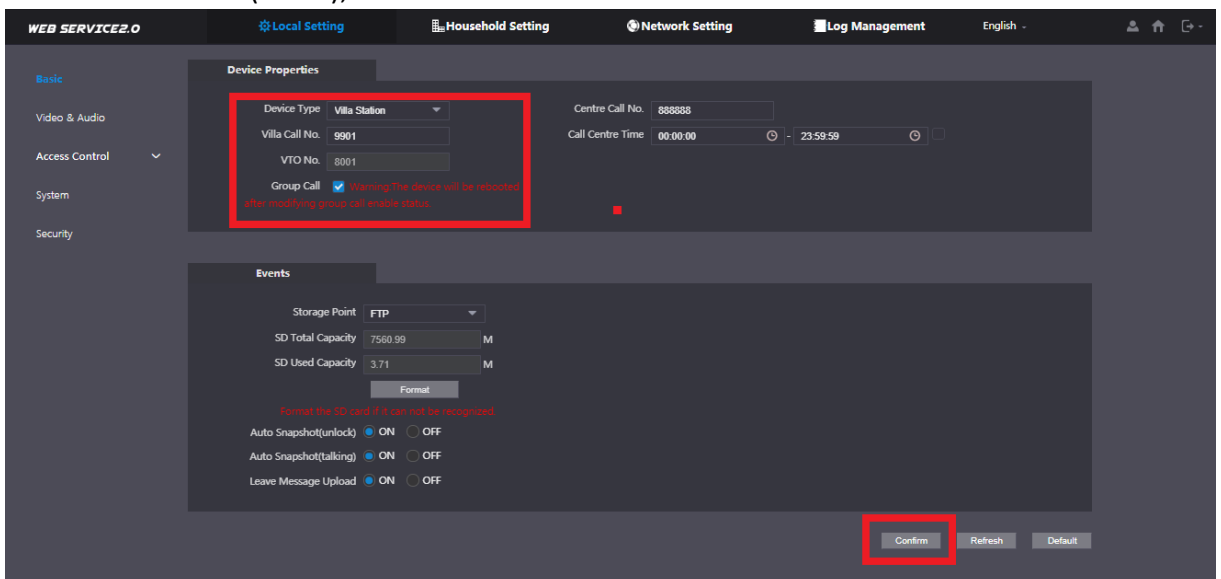 WEB SERVICE2.0 Local Setting Household Setting Network Setting Log Management English
Basic
Video & Audio
Access Control
System
Security
Device Properties
Device Type Villa Station
Villa Call No. 9901
VTO No. 8001
Group Call Warning:The device will be rebooted
after modifying group call enable status.
Centre Call No. 888888
Call Centre Time 00:00:00 - 23:59:59
Events
Storage Point FTP
SD Total Capacity 7560.99 M
SD Used Capacity 3.71 M
Format
Format the SD card if it can not be recognized.
Auto Snapshot(unlock) ON OFF
Auto Snapshot(talking) ON OFF
Leave Message Upload ON OFF
Confirm Refresh Default